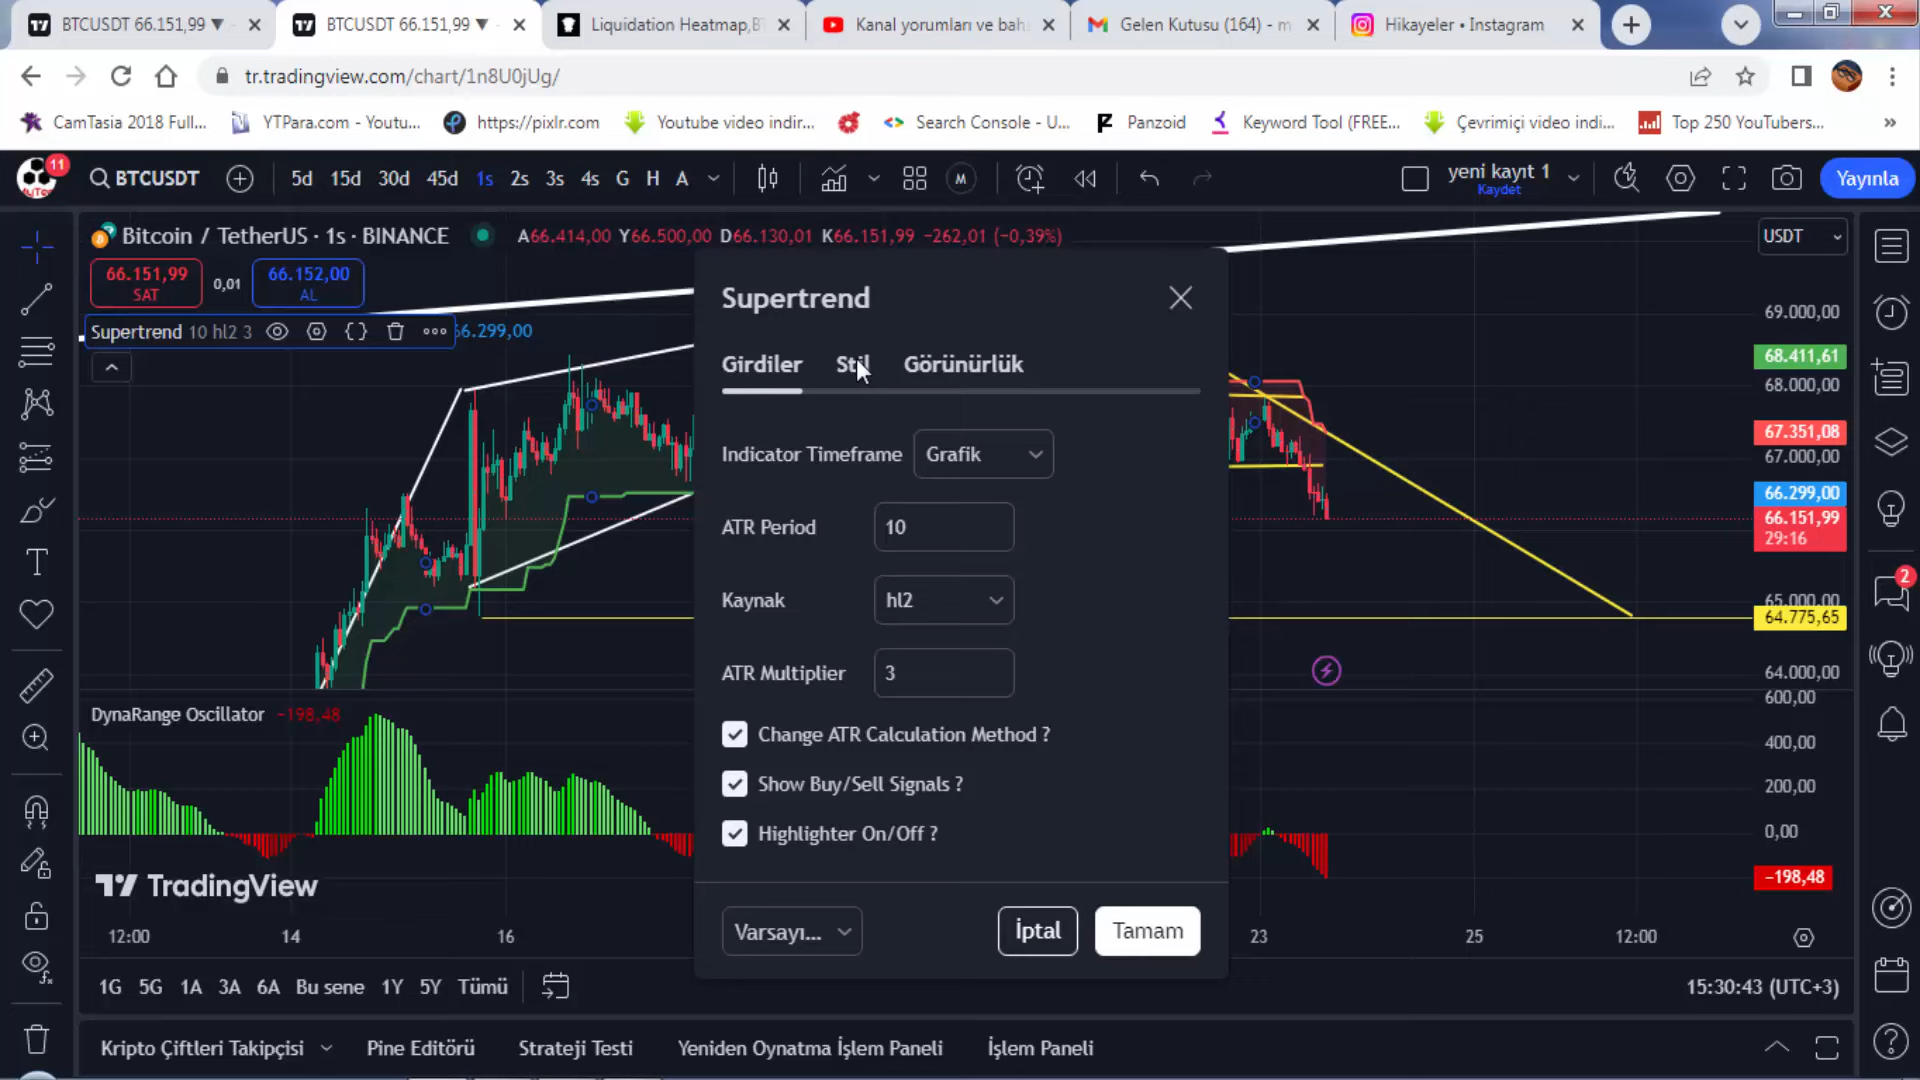 BTCUSDT 66.151,99 ▼
BTCUSDT 66.151,99 ▼
Liquidation Heatmap,B
Kanal yorumları ve bah
Gelen Kutusu (164) - m
Hikayeler • Instagram
tr.tradingview.com/chart/1n8U0jUg/
CamTasia 2018 Full...
YTPara.com - Youtu...
https://pixlr.com
Youtube video indir...
Search Console - U...
Panzoid
Keyword Tool (FREE...
Çevrimiçi video indi...
Top 250 YouTubers...
»
11
BTCUSDT
5d 15d 30d 45d 1s 2s 3s 4s G H A
M
yeni kayıt 1
Kaydet
Yayınla
Bitcoin / TetherUS · 1s · BINANCE
A66.414,00 Y66.500,00 D66.130,01 K66.151,99 −262,01 (−0,39%)
USDT
66.151,99
SAT
0,01
66.152,00
AL
Supertrend 10 hl2 3
66.299,00
Supertrend
Girdiler Stil Görünürlük
Indicator Timeframe Grafik
ATR Period 10
Kaynak hl2
ATR Multiplier 3
Change ATR Calculation Method ?
Show Buy/Sell Signals ?
Highlighter On/Off ?
Varsayı...
İptal
Tamam
69.000,00
68.411,61
68.000,00
67.351,08
67.000,00
66.299,00
66.151,99
29:16
65.000,00
64.775,65
64.000,00
600,00
400,00
200,00
0,00
−198,48
2
DynaRange Oscillator −198,48
TradingView
12:00 14 16 23 25 12:00
1G 5G 1A 3A 6A Bu sene 1Y 5Y Tümü
15:30:43 (UTC+3)
Kripto Çiftleri Takipçisi
Pine Editörü
Strateji Testi
Yeniden Oynatma İşlem Paneli
İşlem Paneli